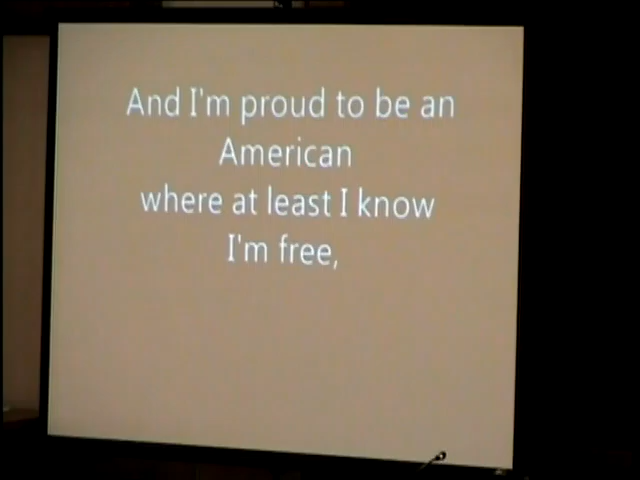 And I'm proud to be an
American
where at least I know
I'm free,